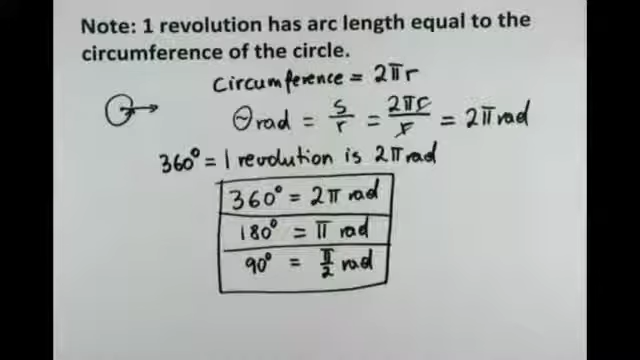 Note: 1 revolution has arc length equal to the
circumference of the circle.
Circumference = 2πr
θrad = s/r = 2πr/r = 2π rad
360° = 1 revolution is 2π rad
360° = 2π rad
180° = π rad
90° = π/2 rad